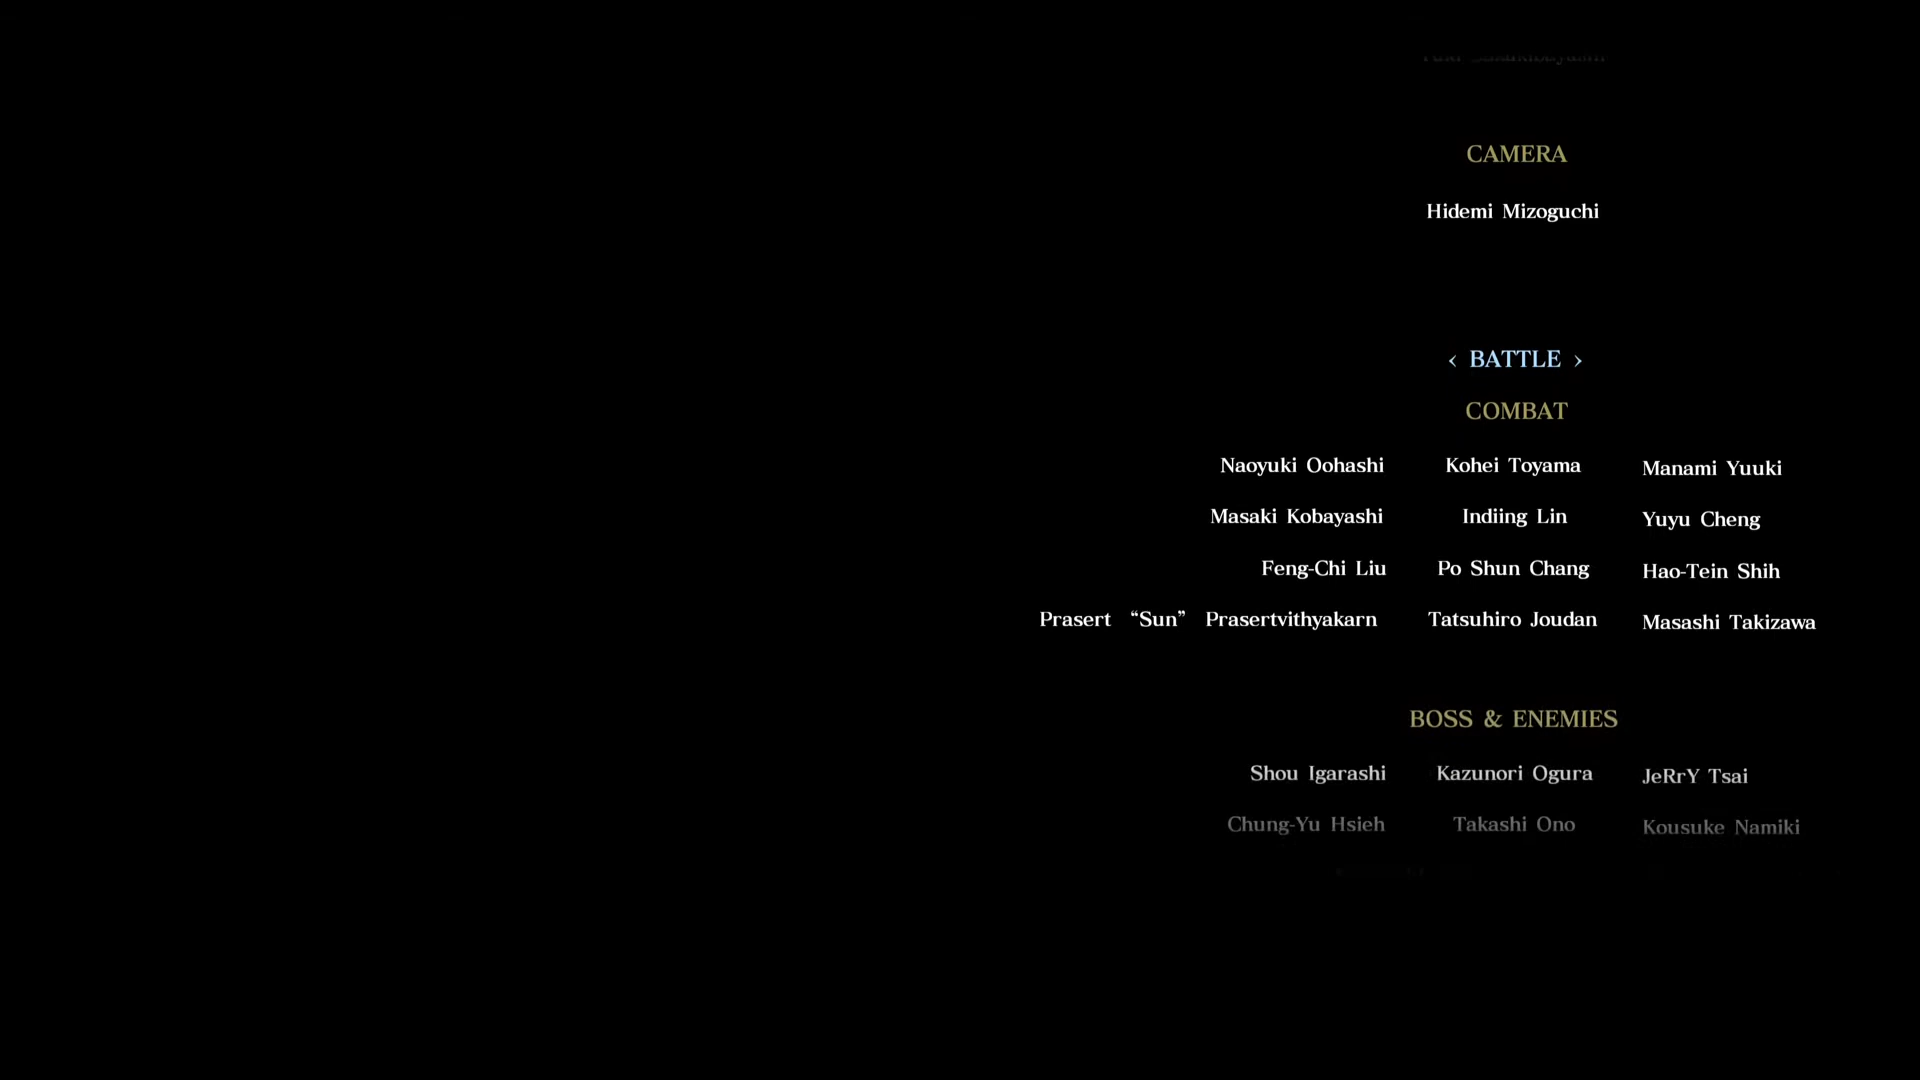 CAMERA
Hidemi Mizoguchi
‹ BATTLE ›
COMBAT
Naoyuki Oohashi Kohei Toyama Manami Yuuki
Masaki Kobayashi Indiing Lin Yuyu Cheng
Feng-Chi Liu Po Shun Chang Hao-Tein Shih
Prasert “Sun” Prasertvithyakarn Tatsuhiro Joudan Masashi Takizawa
BOSS & ENEMIES
Shou Igarashi Kazunori Ogura JeRrY Tsai
Chung-Yu Hsieh Takashi Ono Kousuke Namiki